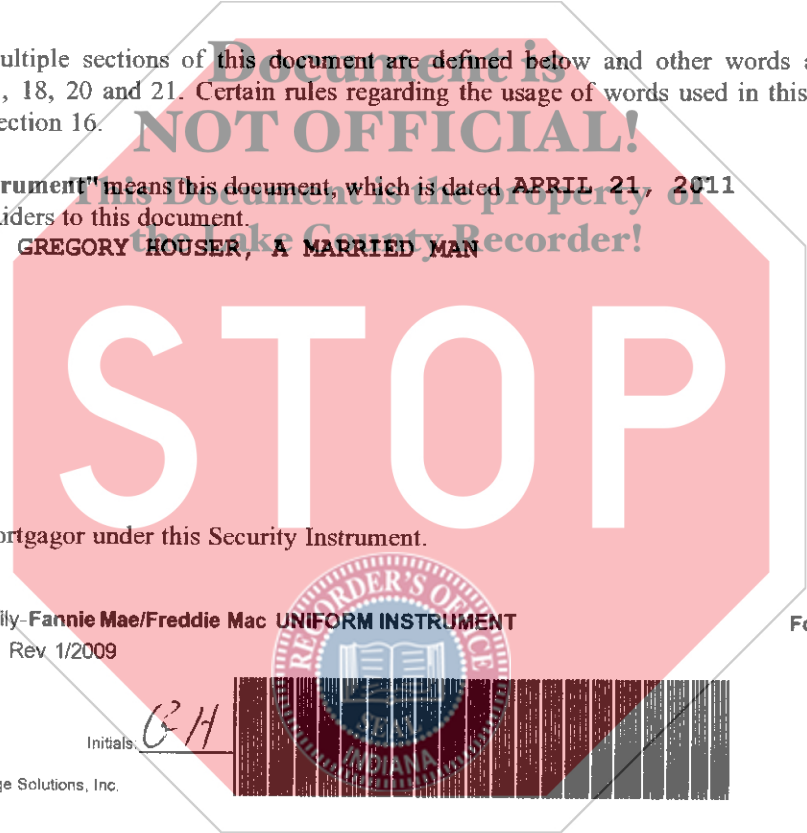 ultiple sections of this document are defined below and other words a
, 18, 20 and 21. Certain rules regarding the usage of words used in this
ection 16.
Document is
NOT OFFICIAL!
This Document is the property of
the Lake County Recorder!
rument" means this document, which is dated APRIL 21, 2011
iders to this document.
GREGORY HOUSER, A MARRIED MAN
STOP
ortgagor under this Security Instrument.
ily-Fannie Mae/Freddie Mac UNIFORM INSTRUMENT
Fo
Rev 1/2009
RECORDER'S OFFICE
SEAL
INDIANA
Initials: GH
ge Solutions, Inc.